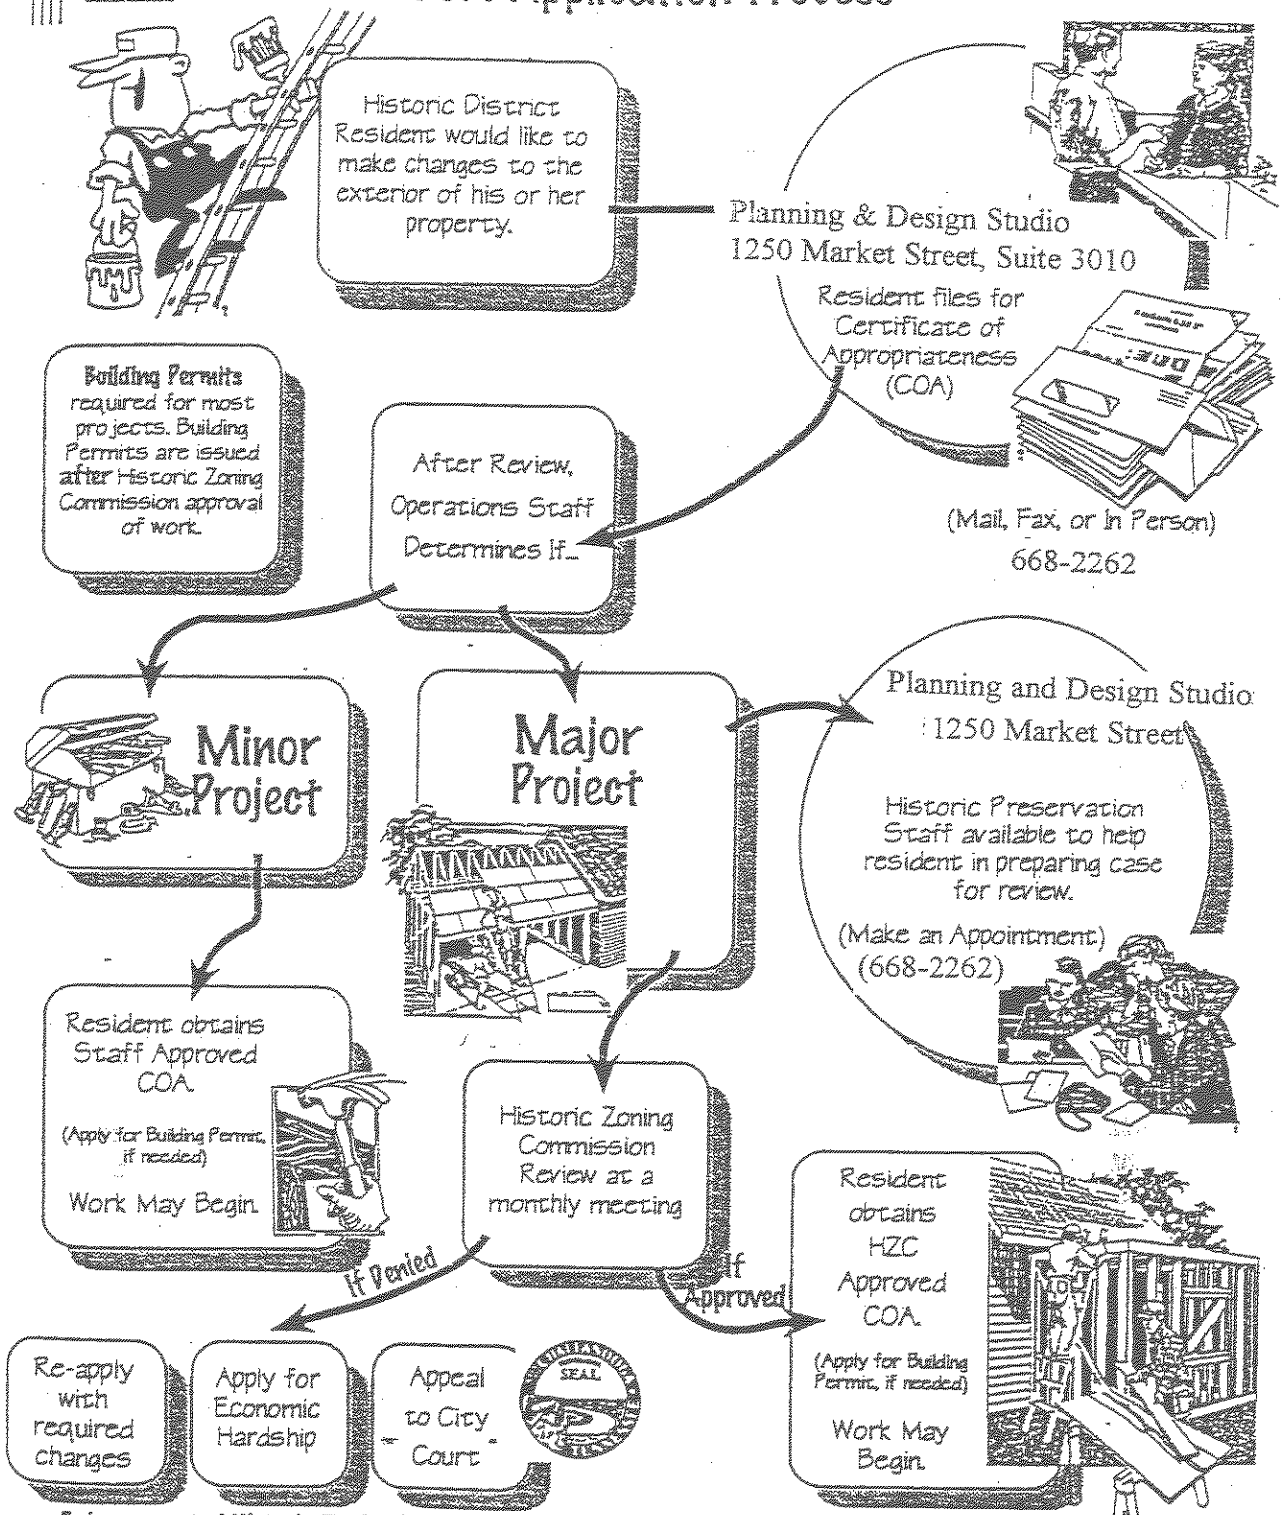 Application Process
Historic District
Resident would like to
make changes to the
exterior of his or her
property.
Planning & Design Studio
1250 Market Street, Suite 3010
Resident files for
Certificate of
Appropriateness
(COA)
(Mail, Fax, or In Person)
668-2262
Building Permits
required for most
projects. Building
Permits are issued
after Historic Zoning
Commission approval
of work.
After Review,
Operations Staff
Determines If...
Minor
Project
Major
Project
Planning and Design Studio
1250 Market Street
Historic Preservation
Staff available to help
resident in preparing case
for review.
(Make an Appointment)
(668-2262)
Resident obtains
Staff Approved
COA.
(Apply for Building Permit,
if needed)
Work May Begin.
Historic Zoning
Commission
Review at a
monthly meeting
If Denied
If
Approved
Resident
obtains
HZC
Approved
COA.
(Apply for Building
Permit, if needed)
Work May
Begin.
Re-apply
with
required
changes
Apply for
Economic
Hardship
Appeal
to City
Court
SEAL